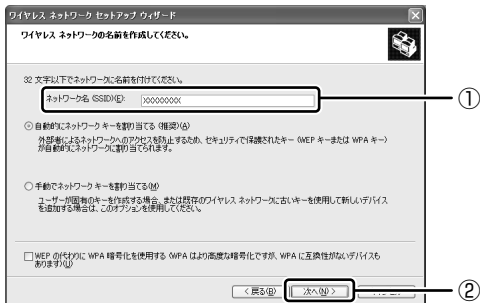 ワイヤレス ネットワーク セットアップ ウィザード
ワイヤレス ネットワークの名前を作成してください。
32 文字以下でネットワークに名前を付けてください。
ネットワーク名 (SSID)(E): XXXXXXXX
①
自動的にネットワーク キーを割り当てる (推奨)(A)
外部者によるネットワークへのアクセスを防止するため、セキュリティで保護されたキー (WEP キーまたは WPA キー)
が自動的にネットワークに割り当てられます。
手動でネットワーク キーを割り当てる(M)
ユーザーが固有のキーを作成する場合、または既存のワイヤレス ネットワークに古いキーを使用して新しいデバイス
を追加する場合は、このオプションを使用してください。
WEP の代わりに WPA 暗号化を使用する (WPA はより高度な暗号化ですが、WPA に互換性がないデバイスも
あります)(U)
< 戻る(B) 次へ(N) >
②